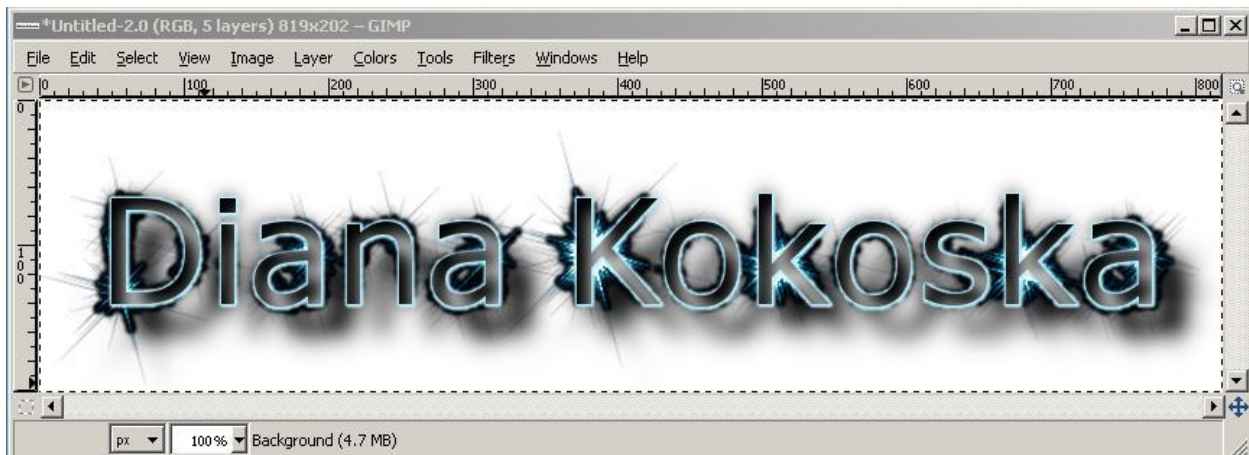 *Untitled-2.0 (RGB, 5 layers) 819x202 – GIMP
File Edit Select View Image Layer Colors Tools Filters Windows Help
0 100 200 300 400 500 600 700 800
0
100
Diana Kokoska
px 100% Background (4.7 MB)